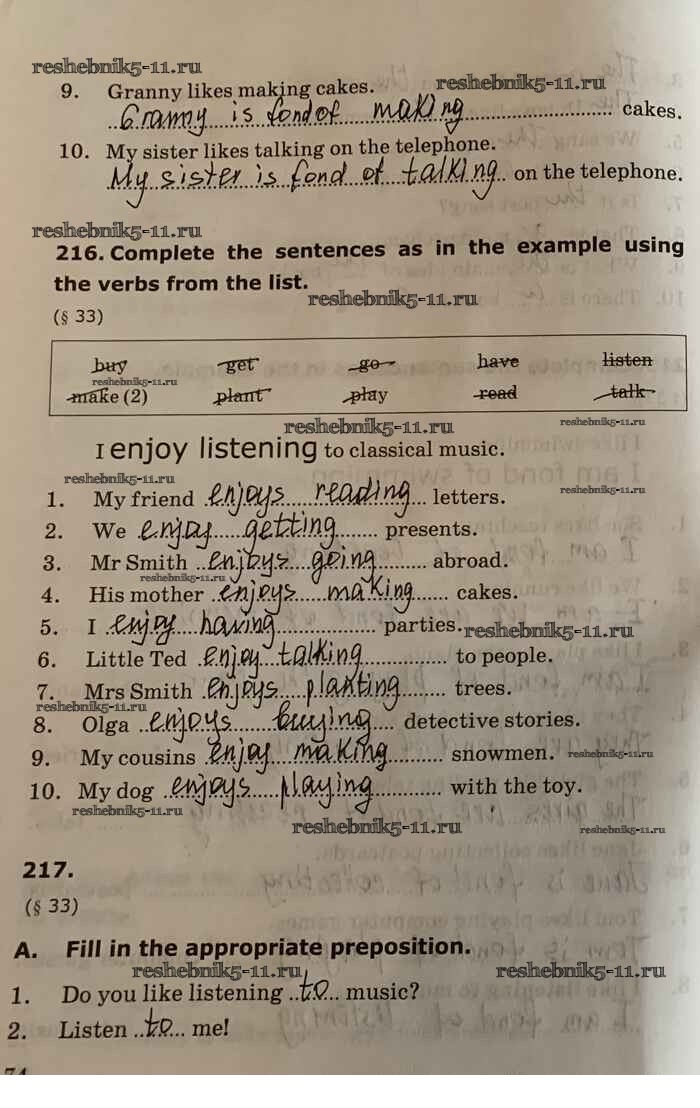 reshebnik5-11.ru
9. Granny likes making cakes. reshebnik5-11.ru
Granny is fond of making cakes.
10. My sister likes talking on the telephone.
My sister is fond of talking on the telephone.
reshebnik5-11.ru
216. Complete the sentences as in the example using
the verbs from the list.
reshebnik5-11.ru
(§ 33)
buy get go have listen
reshebnik5-11.ru
make (2) plant play read talk
reshebnik5-11.ru reshebnik5-11.ru
I enjoy listening to classical music.
reshebnik5-11.ru reshebnik5-11.ru
1. My friend enjoys reading letters.
2. We enjoy getting presents.
3. Mr Smith enjoys going abroad.
reshebnik5-11.ru
4. His mother enjoys making cakes.
5. I enjoy having parties. reshebnik5-11.ru
6. Little Ted enjoy talking to people.
7. Mrs Smith enjoys planting trees.
reshebnik5-11.ru
8. Olga enjoys buying detective stories.
9. My cousins enjoy making snowmen. reshebnik5-11.ru
10. My dog enjoys playing with the toy.
reshebnik5-11.ru
reshebnik5-11.ru reshebnik5-11.ru
217.
(§ 33)
A. Fill in the appropriate preposition.
reshebnik5-11.ru reshebnik5-11.ru
1. Do you like listening to music?
2. Listen to me!